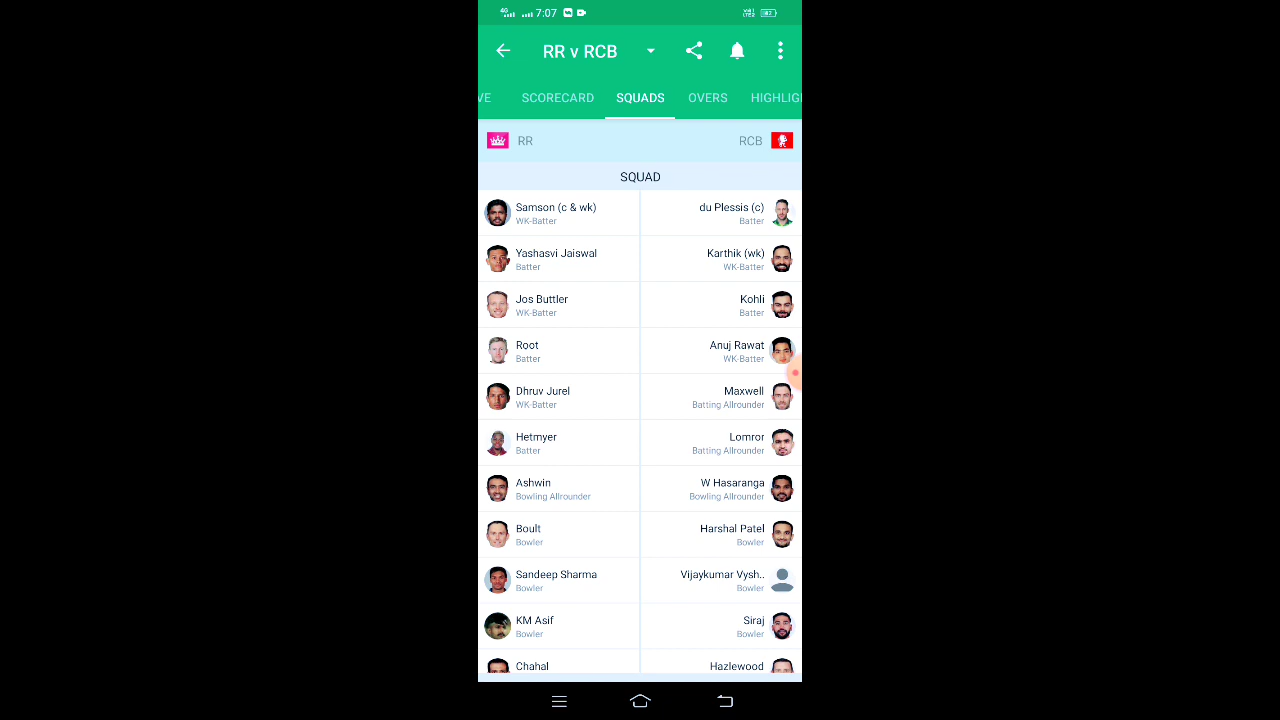 4G 7:07
RR v RCB
VE SCORECARD SQUADS OVERS HIGHLIG
RR RCB
SQUAD
Samson (c & wk) du Plessis (c)
WK-Batter Batter
Yashasvi Jaiswal Karthik (wk)
Batter WK-Batter
Jos Buttler Kohli
WK-Batter Batter
Root Anuj Rawat
Batter WK-Batter
Dhruv Jurel Maxwell
WK-Batter Batting Allrounder
Hetmyer Lomror
Batter Batting Allrounder
Ashwin W Hasaranga
Bowling Allrounder Bowling Allrounder
Boult Harshal Patel
Bowler Bowler
Sandeep Sharma Vijaykumar Vysh..
Bowler Bowler
KM Asif Siraj
Bowler Bowler
Chahal Hazlewood